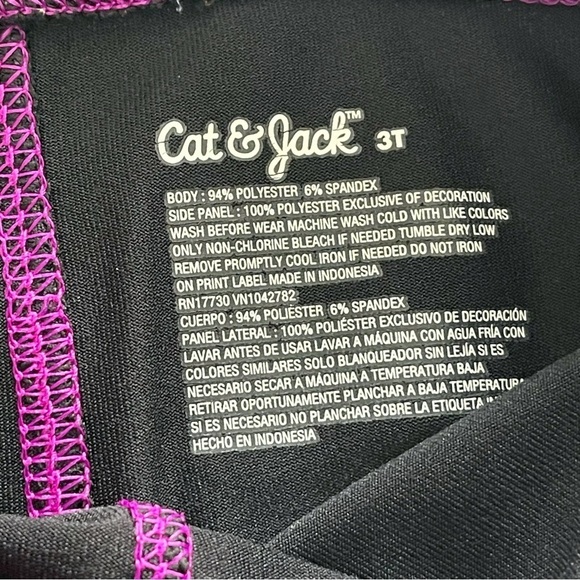 Cat & Jack™ 3T
BODY : 94% POLYESTER 6% SPANDEX
SIDE PANEL : 100% POLYESTER EXCLUSIVE OF DECORATION
WASH BEFORE WEAR MACHINE WASH COLD WITH LIKE COLORS
ONLY NON-CHLORINE BLEACH IF NEEDED TUMBLE DRY LOW
REMOVE PROMPTLY COOL IRON IF NEEDED DO NOT IRON
ON PRINT LABEL MADE IN INDONESIA
RN17730 VN1042782
CUERPO : 94% POLIÉSTER 6% SPANDEX
PANEL LATERAL : 100% POLIÉSTER EXCLUSIVO DE DECORACIÓN
LAVAR ANTES DE USAR LAVAR A MÁQUINA CON AGUA FRÍA CON
COLORES SIMILARES SOLO BLANQUEADOR SIN LEJÍA SI ES
NECESARIO SECAR A MÁQUINA A TEMPERATURA BAJA
RETIRAR OPORTUNAMENTE PLANCHAR A BAJA TEMPERATURA
SI ES NECESARIO NO PLANCHAR SOBRE LA ETIQUETA
HECHO EN INDONESIA